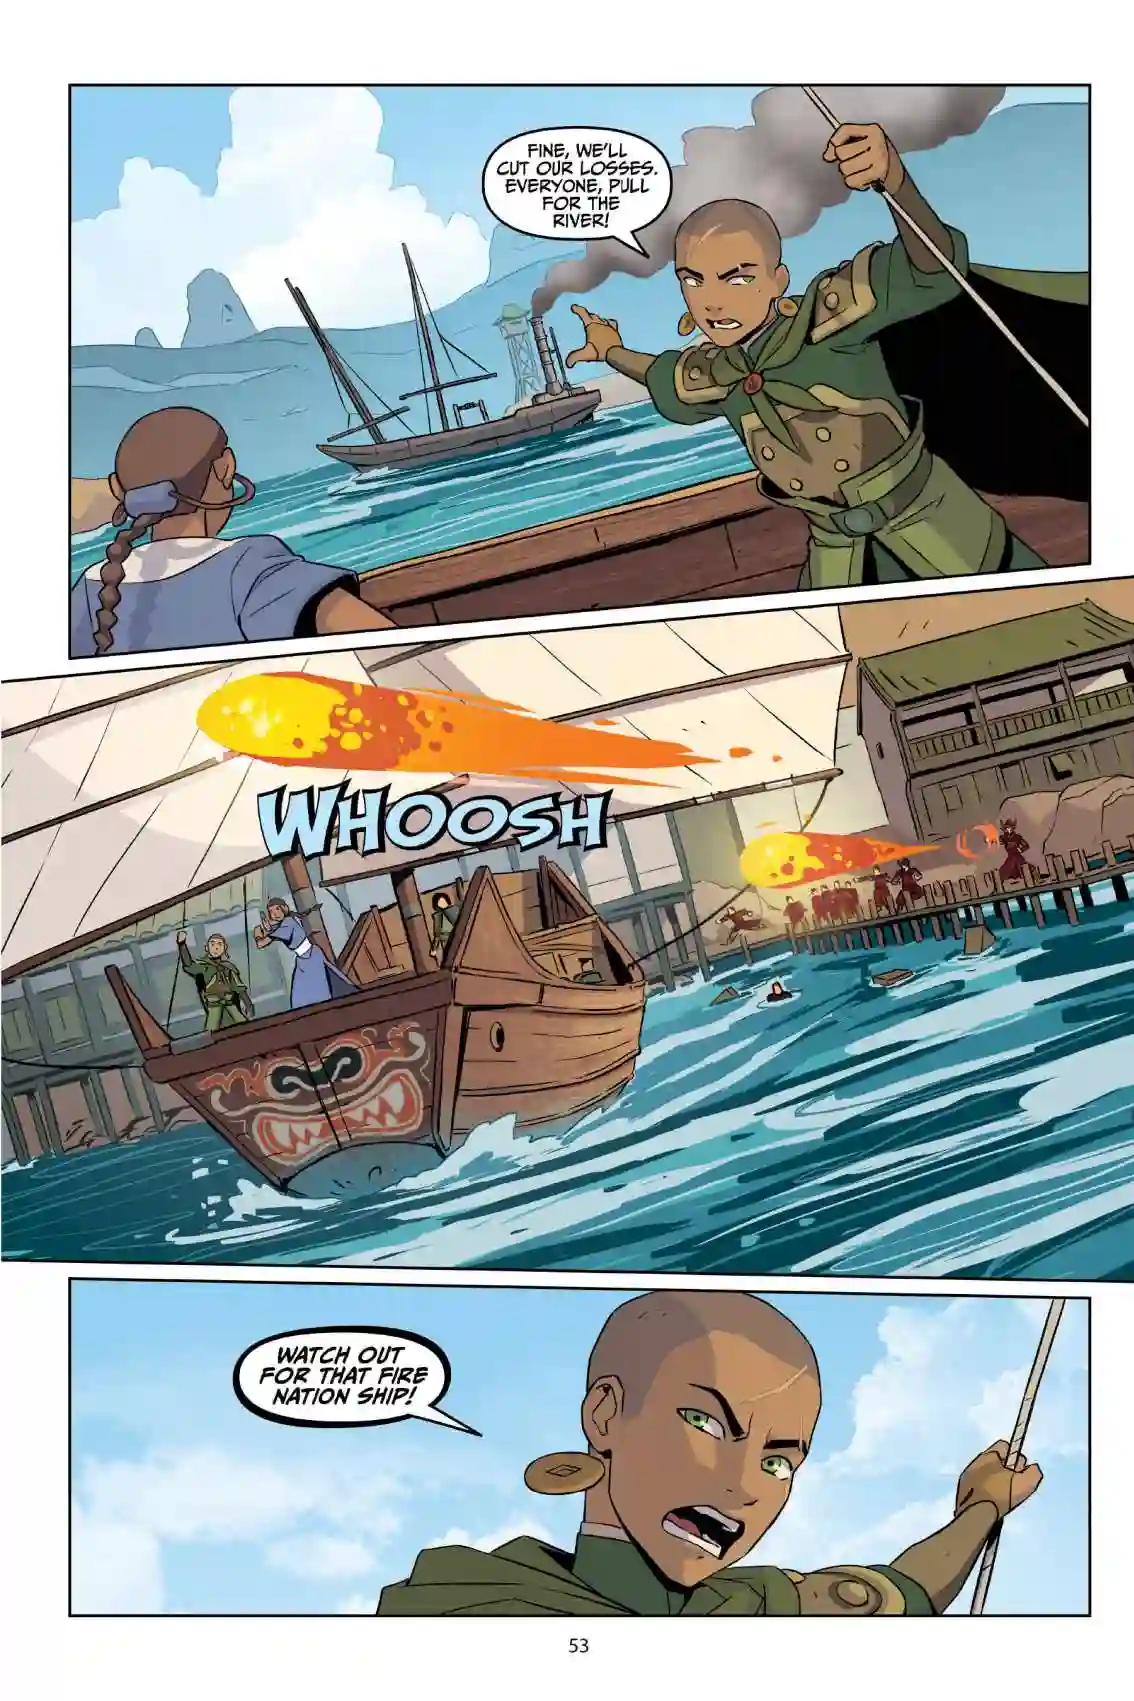 FINE, WE'LL
CUT OUR LOSSES.
EVERYONE, PULL
FOR THE
RIVER!
WHOOSH
WATCH OUT
FOR THAT FIRE
NATION SHIP!
53